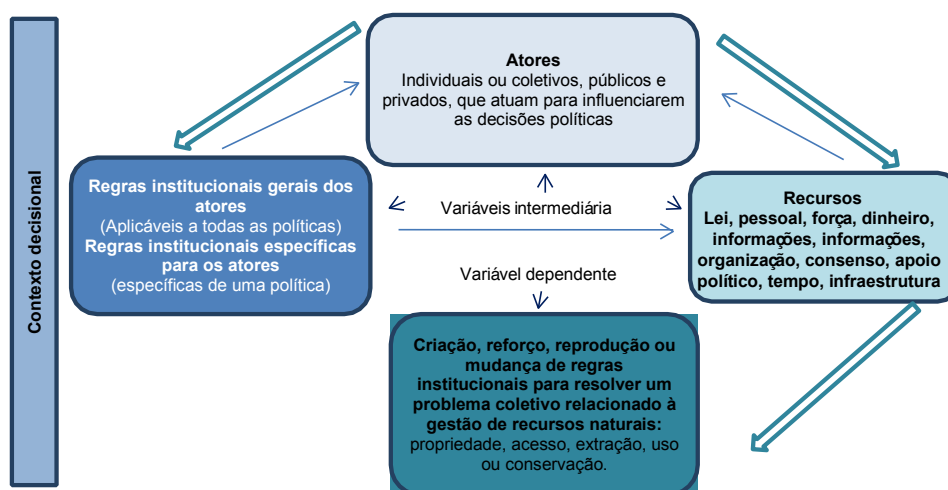 Contexto decisional
Atores
Individuais ou coletivos, públicos e
privados, que atuam para influenciarem
as decisões políticas
Regras institucionais gerais dos
atores
(Aplicáveis a todas as políticas)
Regras institucionais específicas
para os atores
(específicas de uma política)
Variáveis intermediária
Recursos
Lei, pessoal, força, dinheiro,
informações, informações,
organização, consenso, apoio
político, tempo, infraestrutura
Variável dependente
Criação, reforço, reprodução ou
mudança de regras
institucionais para resolver um
problema coletivo relacionado à
gestão de recursos naturais:
propriedade, acesso, extração, uso
ou conservação.